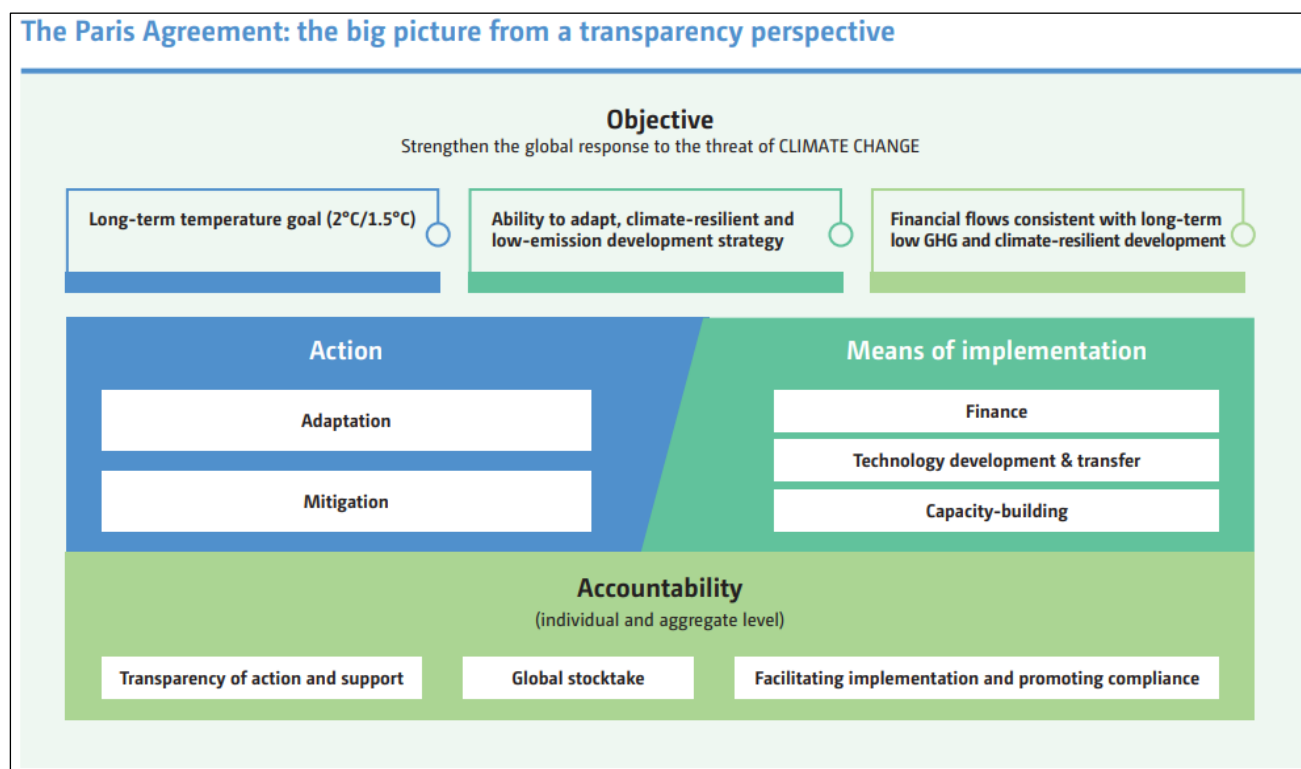 The Paris Agreement: the big picture from a transparency perspective
Objective
Strengthen the global response to the threat of CLIMATE CHANGE
Long-term temperature goal (2°C/1.5°C)
Ability to adapt, climate-resilient and
low-emission development strategy
Financial flows consistent with long-term
low GHG and climate-resilient development
Action
Adaptation
Mitigation
Means of implementation
Finance
Technology development & transfer
Capacity-building
Accountability
(individual and aggregate level)
Transparency of action and support
Global stocktake
Facilitating implementation and promoting compliance